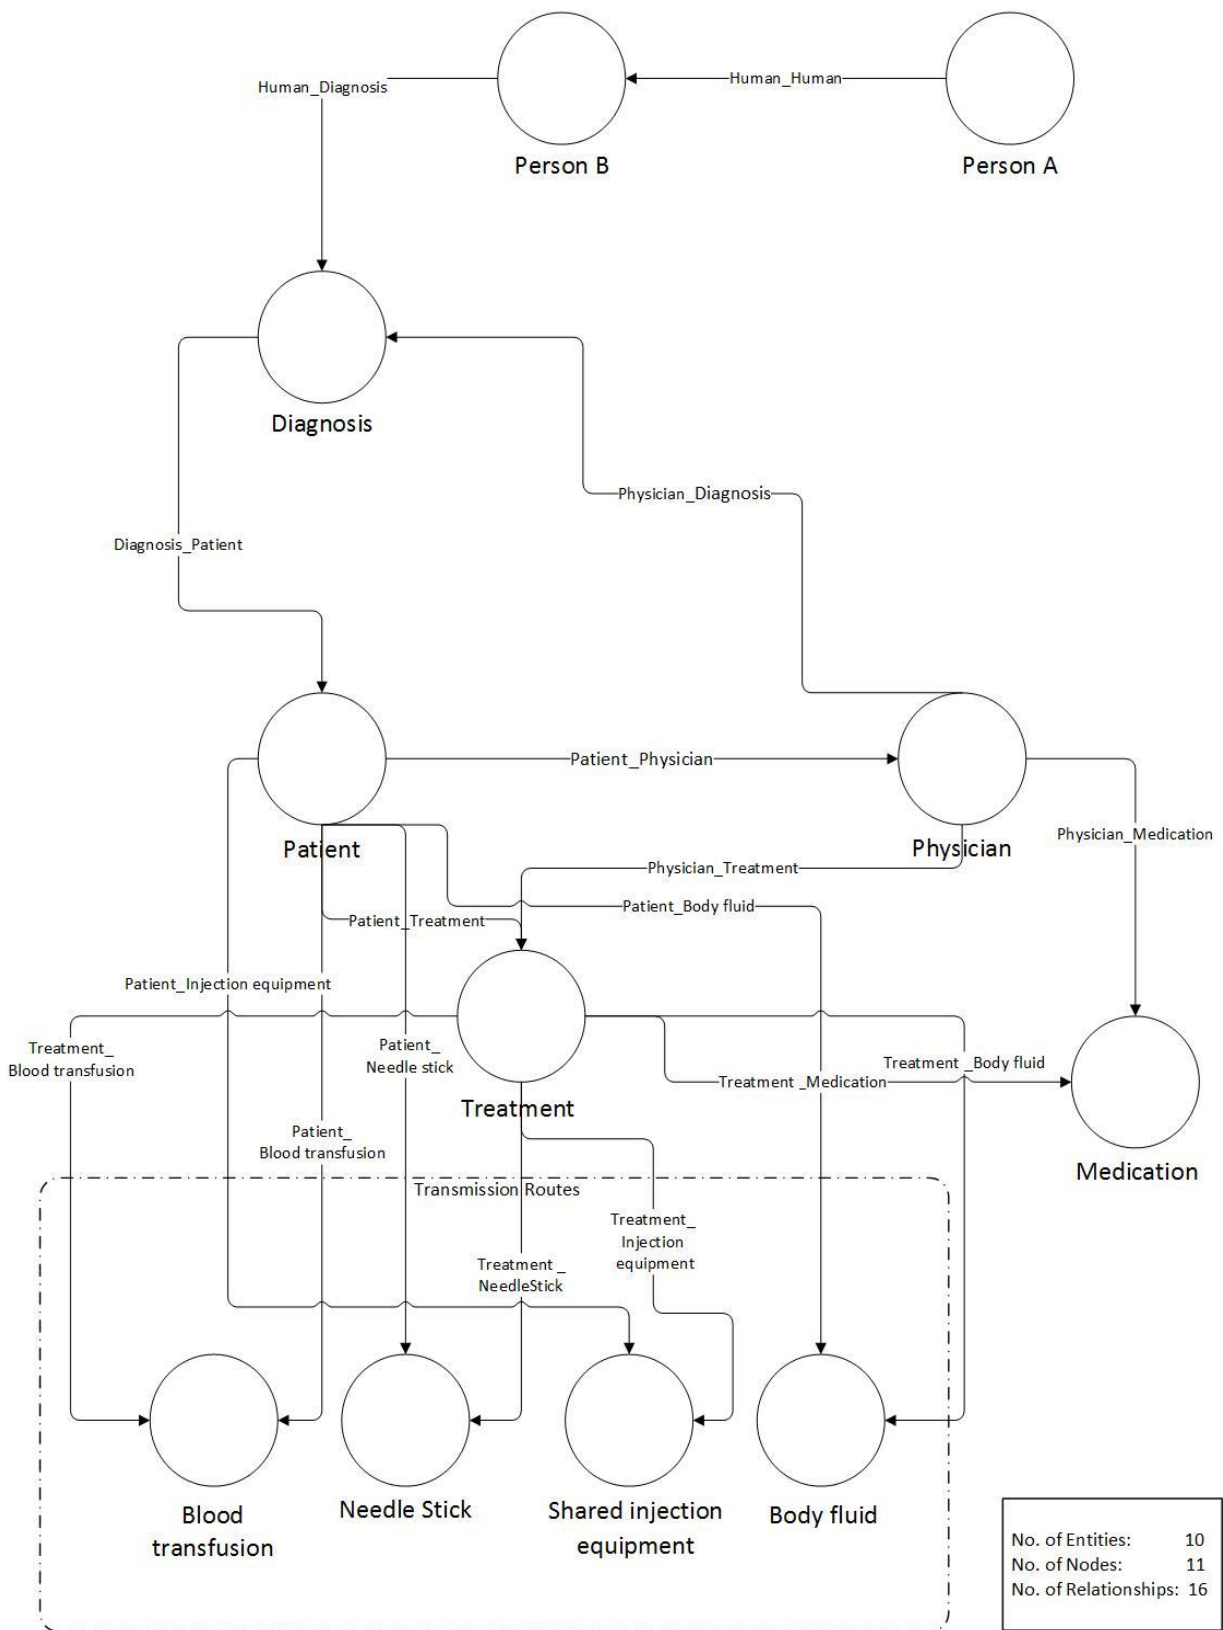 Human_Diagnosis
Human_Human
Person B
Person A
Diagnosis
Physician_Diagnosis
Diagnosis_Patient
Patient_Physician
Patient
Physician
Physician_Medication
Physician_Treatment
Patient_Body fluid
Patient_Treatment
Patient_Injection equipment
Treatment_
Blood transfusion
Patient_
Needle stick
Treatment _Body fluid
Treatment _Medication
Treatment
Patient_
Blood transfusion
Medication
Transmission Routes
Treatment_
Injection
equipment
Treatment _
NeedleStick
Blood
transfusion
Needle Stick
Shared injection
equipment
Body fluid
No. of Entities: 10
No. of Nodes: 11
No. of Relationships: 16